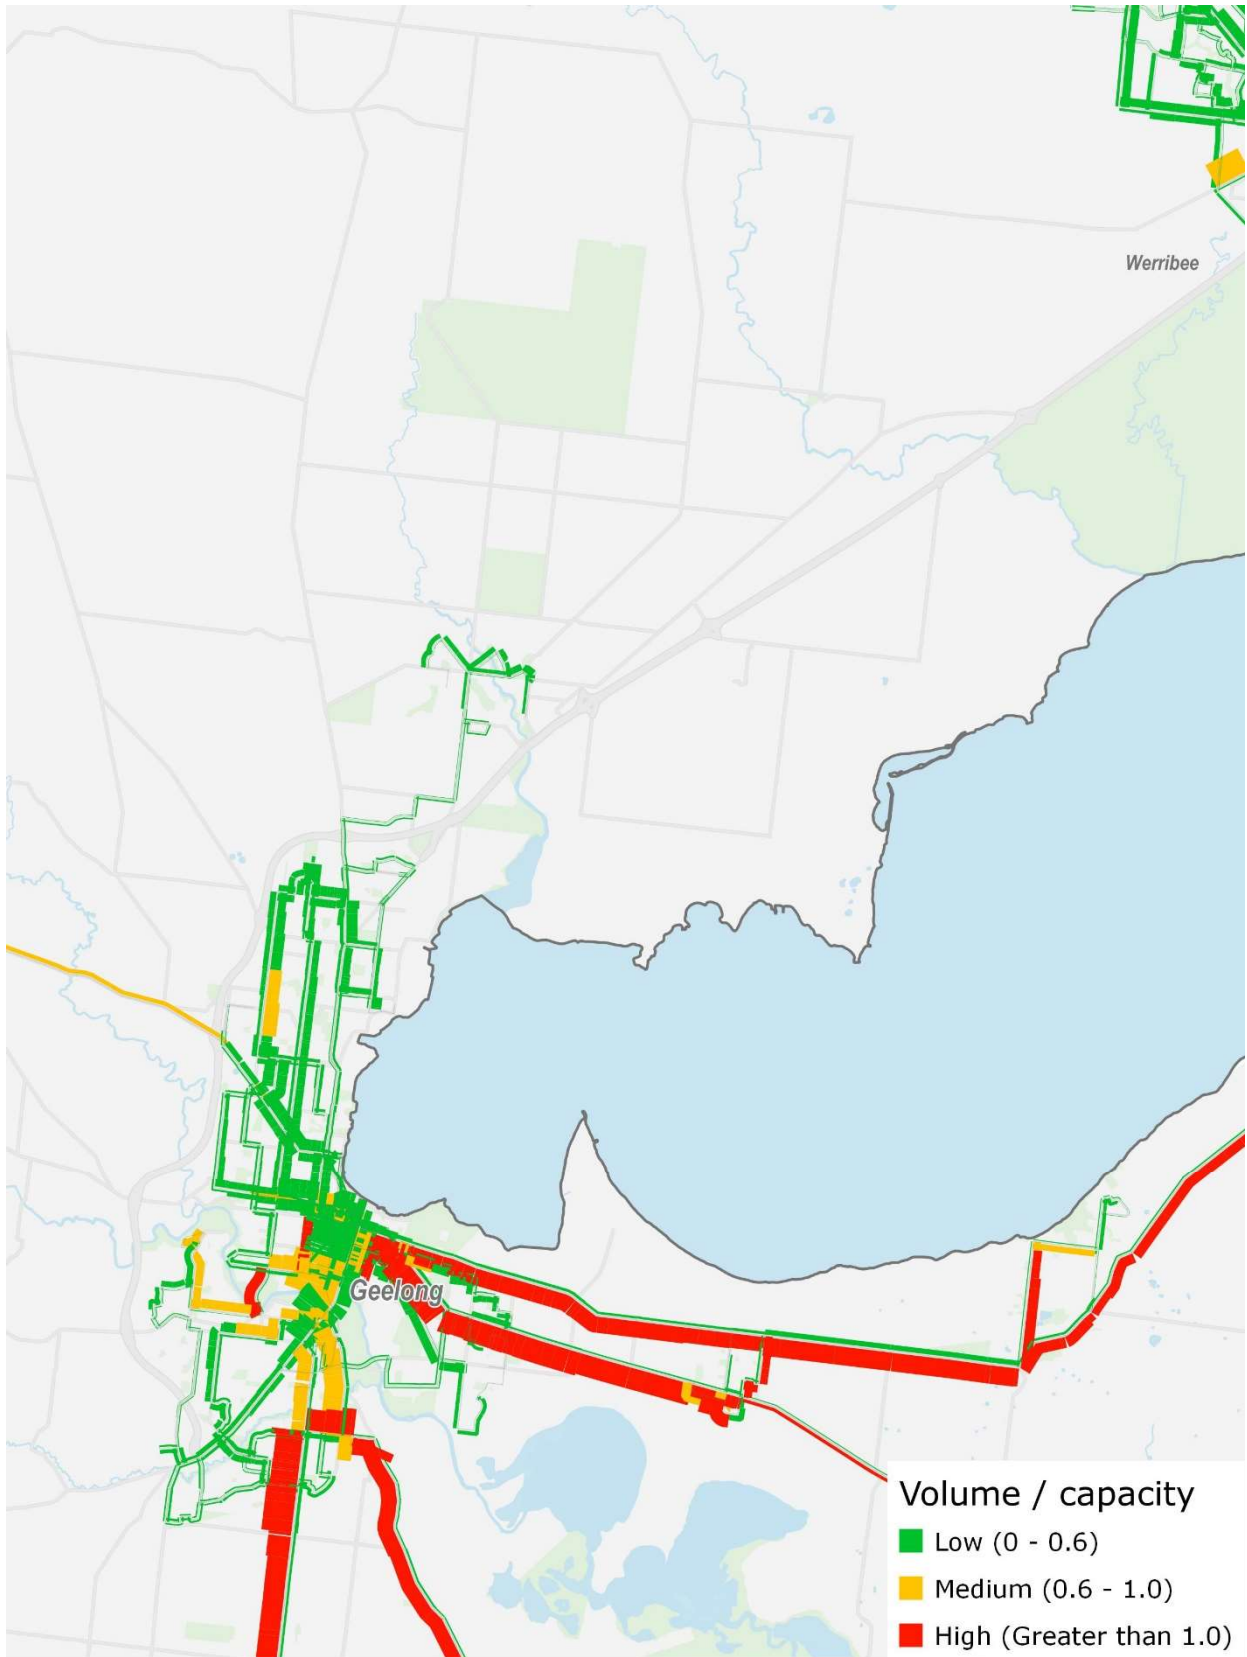 Werribee
Geelong
Volume / capacity
Low (0 - 0.6)
Medium (0.6 - 1.0)
High (Greater than 1.0)